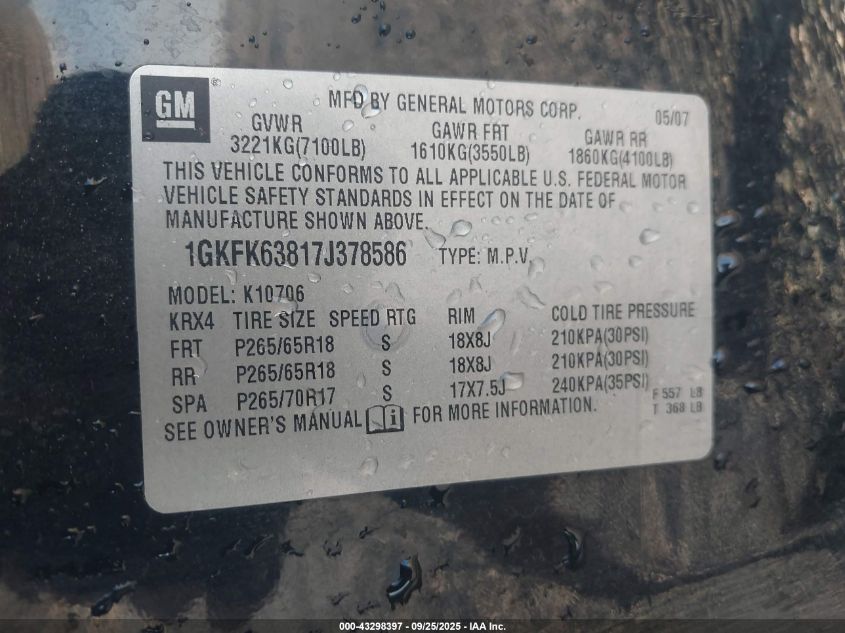 GM ®
MFD BY GENERAL MOTORS CORP. 05/07
GVWR GAWR FRT GAWR RR
3221KG(7100LB) 1610KG(3550LB) 1860KG(4100LB)
THIS VEHICLE CONFORMS TO ALL APPLICABLE U.S. FEDERAL MOTOR
VEHICLE SAFETY STANDARDS IN EFFECT ON THE DATE OF
MANUFACTURE SHOWN ABOVE.
1GKFK63817J378586 TYPE: M.P.V.
MODEL: K10706
KRX4 TIRE SIZE SPEED RTG RIM COLD TIRE PRESSURE
FRT P265/65R18 S 18X8J 210KPA(30PSI)
RR P265/65R18 S 18X8J 210KPA(30PSI)
SPA P265/70R17 S 17X7.5J 240KPA(35PSI)
F 557 LB
T 368 LB
SEE OWNER'S MANUAL i FOR MORE INFORMATION.
000-43298397 - 09/25/2025 - IAA Inc.